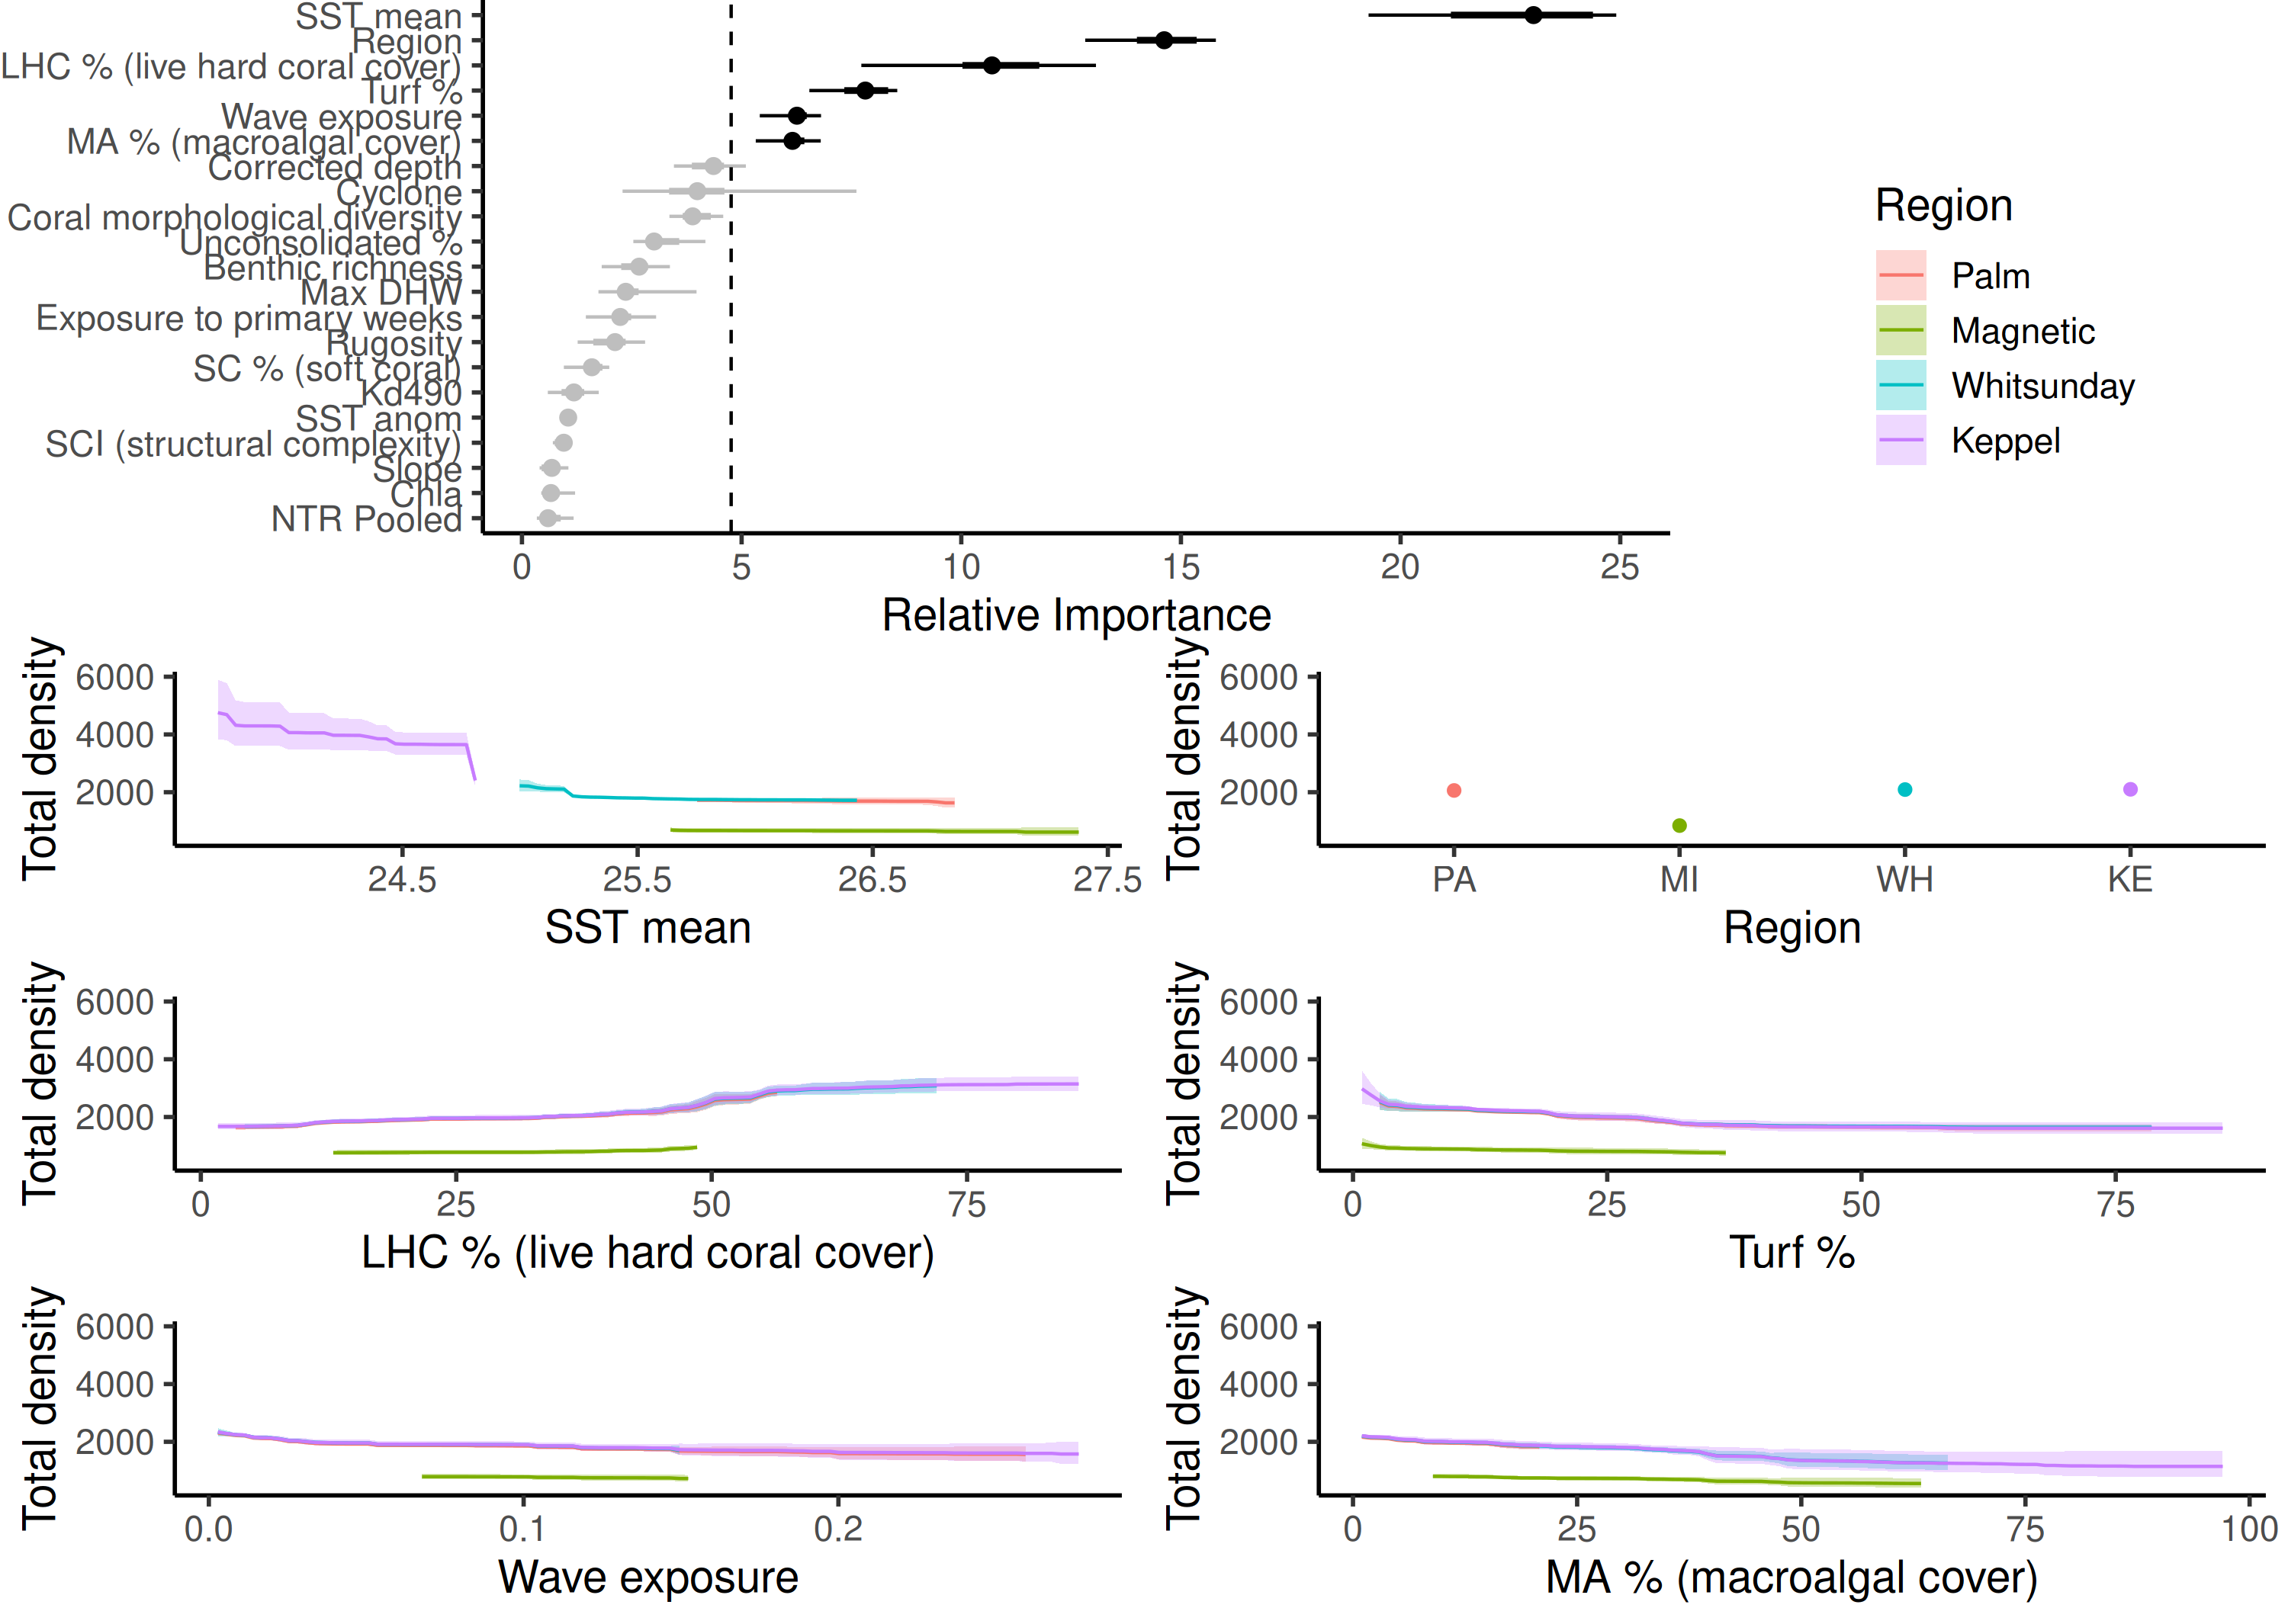 SST mean
Region
LHC % (live hard coral cover)
Turf %
Wave exposure
MA % (macroalgal cover)
Corrected depth
Cyclone
Coral morphological diversity
Unconsolidated %
Benthic richness
Max DHW
Exposure to primary weeks
Rugosity
SC % (soft coral)
Kd490
SST anom
SCI (structural complexity)
Slope
Chla
NTR Pooled
0 5 10 15 20 25
Relative Importance
Region
Palm
Magnetic
Whitsunday
Keppel
Total density
6000
4000
2000
24.5 25.5 26.5 27.5
SST mean
Total density
6000
4000
2000
PA MI WH KE
Region
Total density
6000
4000
2000
0 25 50 75
LHC % (live hard coral cover)
Total density
6000
4000
2000
0 25 50 75
Turf %
Total density
6000
4000
2000
0.0 0.1 0.2
Wave exposure
Total density
6000
4000
2000
0 25 50 75 100
MA % (macroalgal cover)